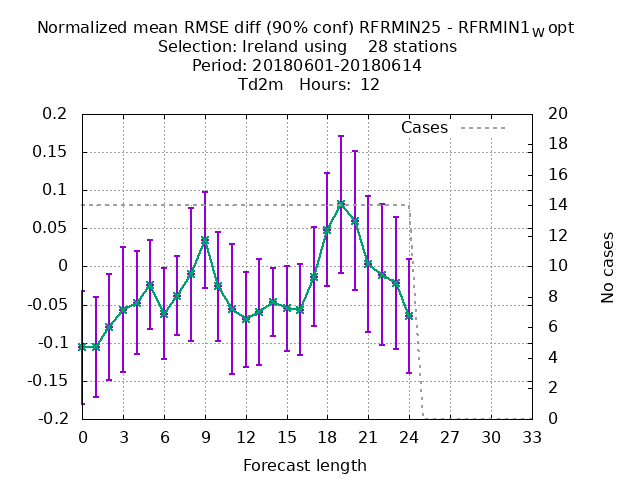 Normalized mean RMSE diff (90% conf) RFRMIN25 - RFRMIN1w opt
Selection: Ireland using 28 stations
Period: 20180601-20180614
Td2m Hours: 12
Cases
0.2
0.15
0.1
0.05
0
-0.05
-0.1
-0.15
-0.2
20
18
16
14
12
10
8
6
4
2
0
No cases
0 3 6 9 12 15 18 21 24 27 30 33
Forecast length